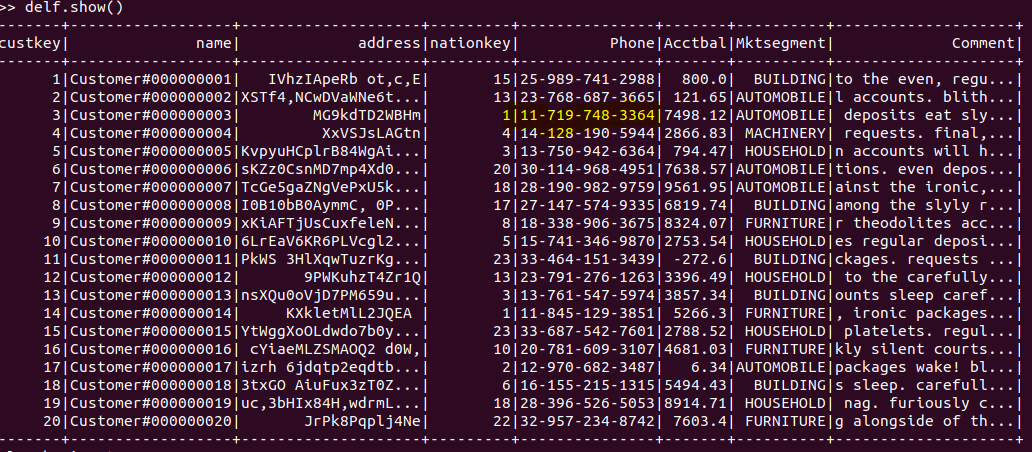 >> delf.show()
-------+------------------+--------------------+---------+---------------+-------+----------+--------------------+
custkey|              name|             address|nationkey|          Phone|Acctbal|Mktsegment|             Comment|
-------+------------------+--------------------+---------+---------------+-------+----------+--------------------+
      1|Customer#000000001|   IVhzIApeRb ot,c,E|       15|25-989-741-2988|  800.0|  BUILDING|to the even, regu...|
      2|Customer#000000002|XSTf4,NCwDVaWNe6t...|       13|23-768-687-3665| 121.65|AUTOMOBILE|l accounts. blith...|
      3|Customer#000000003|        MG9kdTD2WBHm|        1|11-719-748-3364|7498.12|AUTOMOBILE| deposits eat sly...|
      4|Customer#000000004|         XxVSJsLAGtn|        4|14-128-190-5944|2866.83| MACHINERY| requests. final,...|
      5|Customer#000000005|KvpyuHCplrB84WgAi...|        3|13-750-942-6364| 794.47| HOUSEHOLD|n accounts will h...|
      6|Customer#000000006|sKZz0CsnMD7mp4Xd0...|       20|30-114-968-4951|7638.57|AUTOMOBILE|tions. even depos...|
      7|Customer#000000007|TcGe5gaZNgVePxU5k...|       18|28-190-982-9759|9561.95|AUTOMOBILE|ainst the ironic,...|
      8|Customer#000000008|I0B10bB0AymmC, 0P...|       17|27-147-574-9335|6819.74|  BUILDING|among the slyly r...|
      9|Customer#000000009|xKiAFTjUsCuxfeleN...|        8|18-338-906-3675|8324.07| FURNITURE|r theodolites acc...|
     10|Customer#000000010|6LrEaV6KR6PLVcgl2...|        5|15-741-346-9870|2753.54| HOUSEHOLD|es regular deposi...|
     11|Customer#000000011|PkWS 3HlXqwTuzrKg...|       23|33-464-151-3439| -272.6|  BUILDING|ckages. requests ...|
     12|Customer#000000012|       9PWKuhzT4Zr1Q|       13|23-791-276-1263|3396.49| HOUSEHOLD| to the carefully...|
     13|Customer#000000013|nsXQu0oVjD7PM659u...|        3|13-761-547-5974|3857.34|  BUILDING|ounts sleep caref...|
     14|Customer#000000014|     KXkletMlL2JQEA |        1|11-845-129-3851| 5266.3| FURNITURE|, ironic packages...|
     15|Customer#000000015|YtWggXoOLdwdo7b0y...|       23|33-687-542-7601|2788.52| HOUSEHOLD| platelets. regul...|
     16|Customer#000000016| cYiaeMLZSMAOQ2 d0W,|       10|20-781-609-3107|4681.03| FURNITURE|kly silent courts...|
     17|Customer#000000017|izrh 6jdqtp2eqdtb...|        2|12-970-682-3487|   6.34|AUTOMOBILE|packages wake! bl...|
     18|Customer#000000018|3txGO AiuFux3zT0Z...|        6|16-155-215-1315|5494.43|  BUILDING|s sleep. carefull...|
     19|Customer#000000019|uc,3bHIx84H,wdrmL...|       18|28-396-526-5053|8914.71| HOUSEHOLD| nag. furiously c...|
     20|Customer#000000020|       JrPk8Pqplj4Ne|       22|32-957-234-8742| 7603.4| FURNITURE|g alongside of th...|
-------+------------------+--------------------+---------+---------------+-------+----------+--------------------+